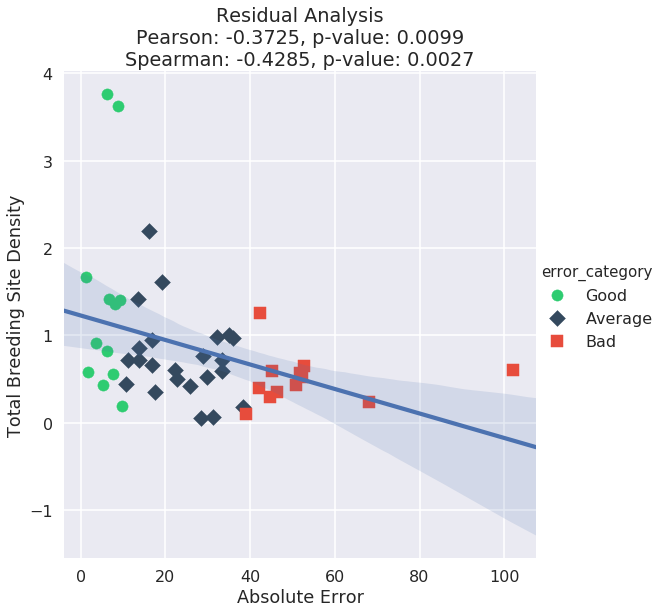 Residual Analysis
Pearson: -0.3725, p-value: 0.0099
Spearman: -0.4285, p-value: 0.0027
4
3
2
1
0
−1
Total Breeding Site Density
0 20 40 60 80 100
Absolute Error
error_category
Good
Average
Bad